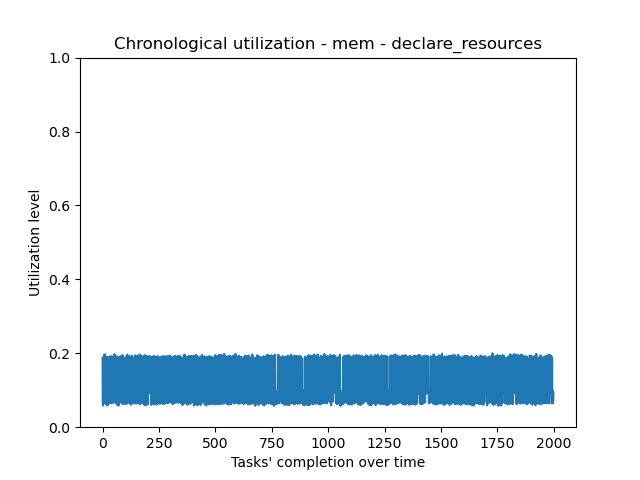 Chronological utilization - mem - declare_resources
1.0
0.8
0.6
0.4
0.2
0.0
Utilization level
0 250 500 750 1000 1250 1500 1750 2000
Tasks' completion over time